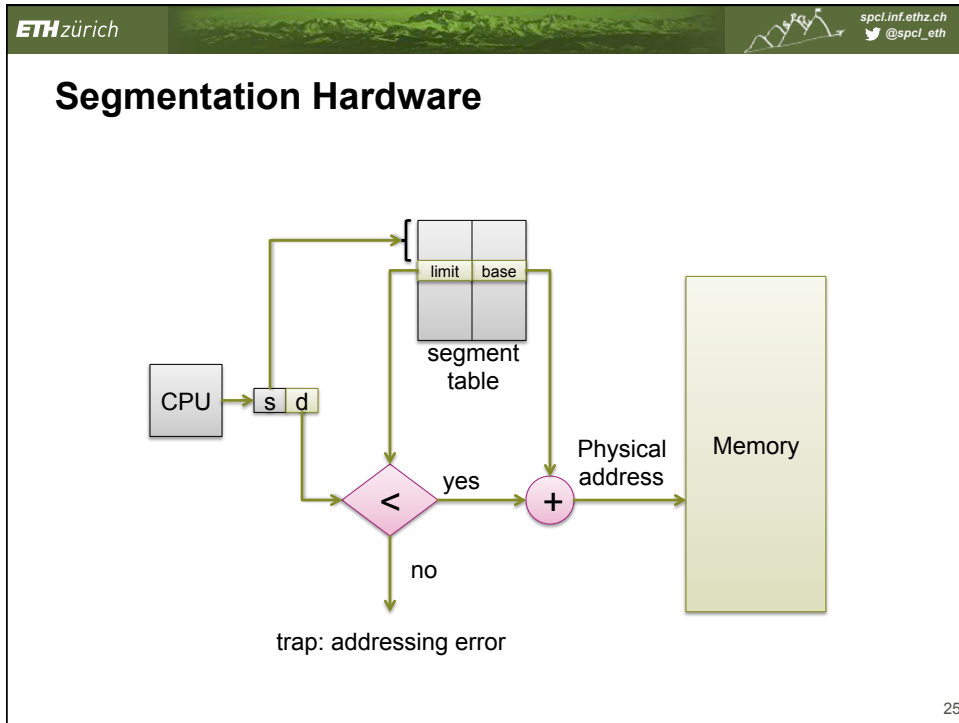 ETHzürich
spcl.inf.ethz.ch
@spcl_eth
Segmentation Hardware
limit base
segment
table
CPU
s d
<
yes
+
Physical
address
Memory
no
trap: addressing error
25